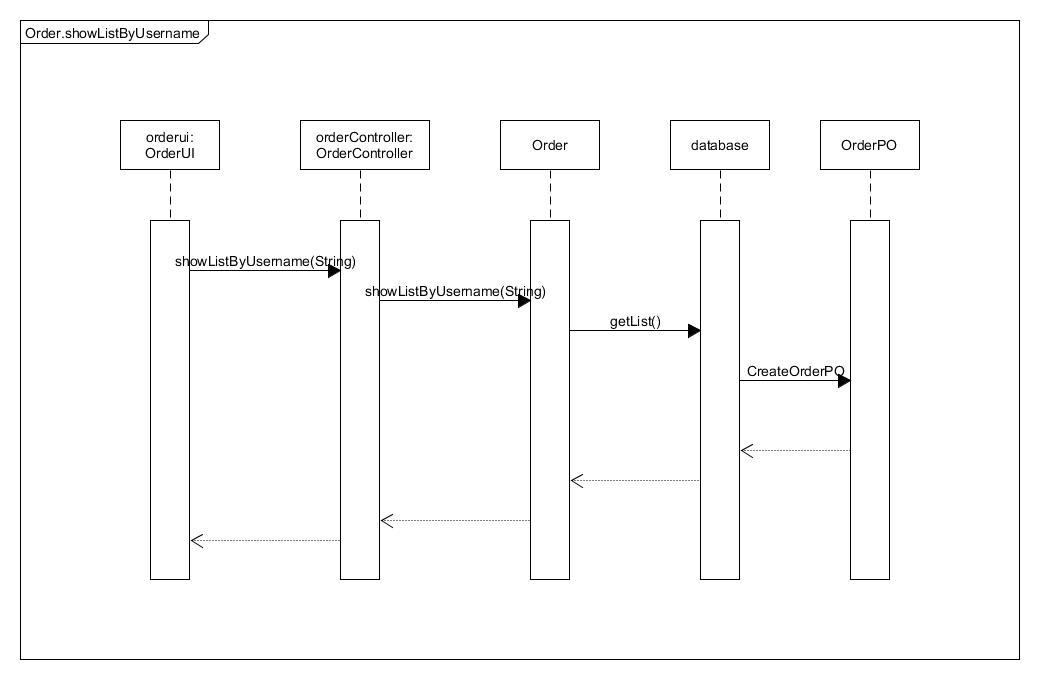 Order.showListByUsername
orderui:
OrderUI
orderController:
OrderController
Order
database
OrderPO
showListByUsername(String)
showListByUsername(String)
getList()
CreateOrderPO